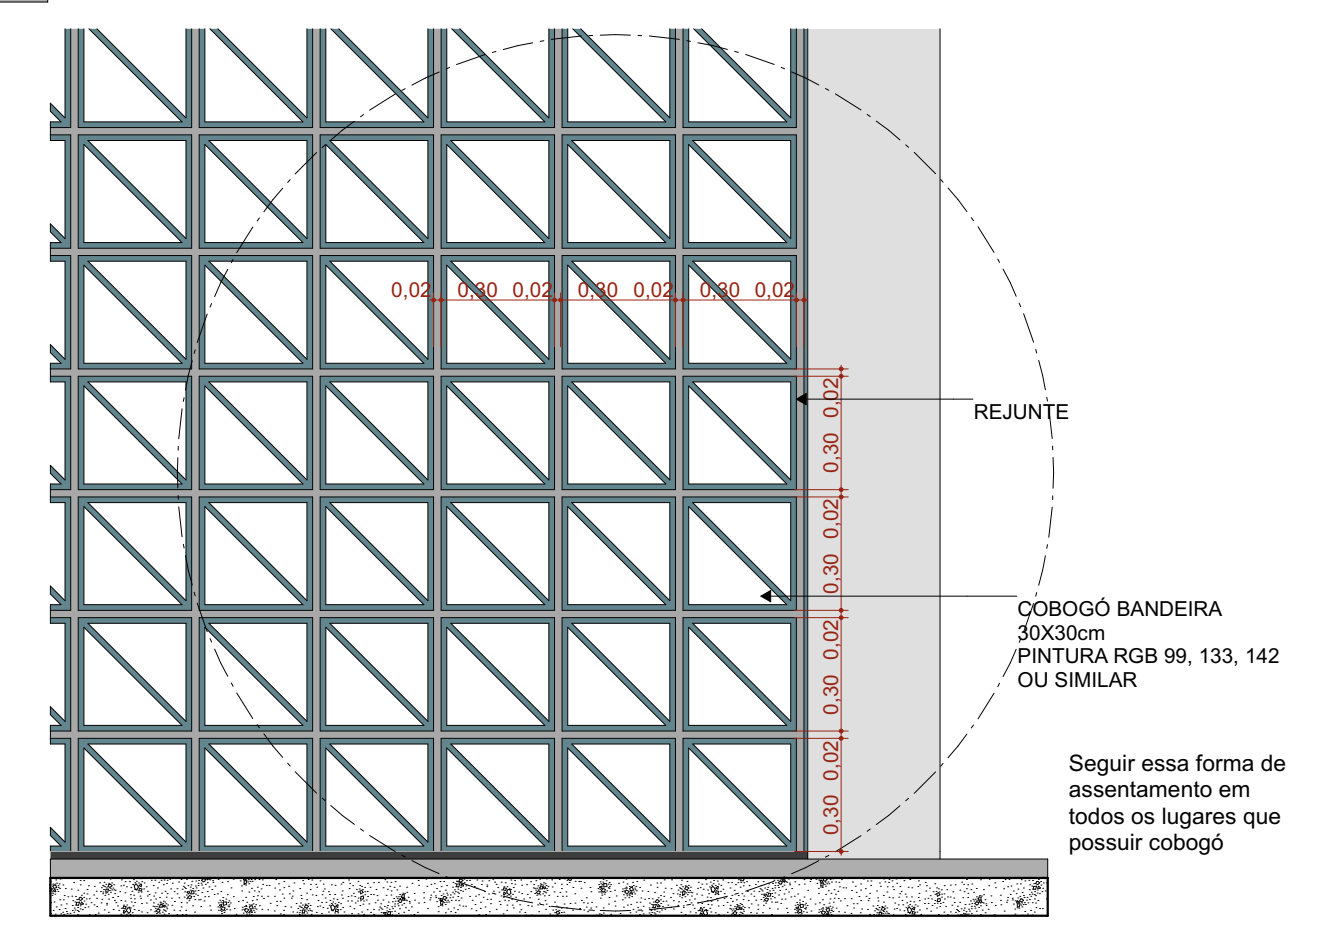 0,02 0,30 0,02 0,30 0,02 0,30 0,02
0,02
REJUNTE
0,30
0,02
0,30
COBOGÓ BANDEIRA
30X30cm
0,02
PINTURA RGB 99, 133, 142
OU SIMILAR
0,30
0,02
0,30
Seguir essa forma de
assentamento em
todos os lugares que
possuir cobogó